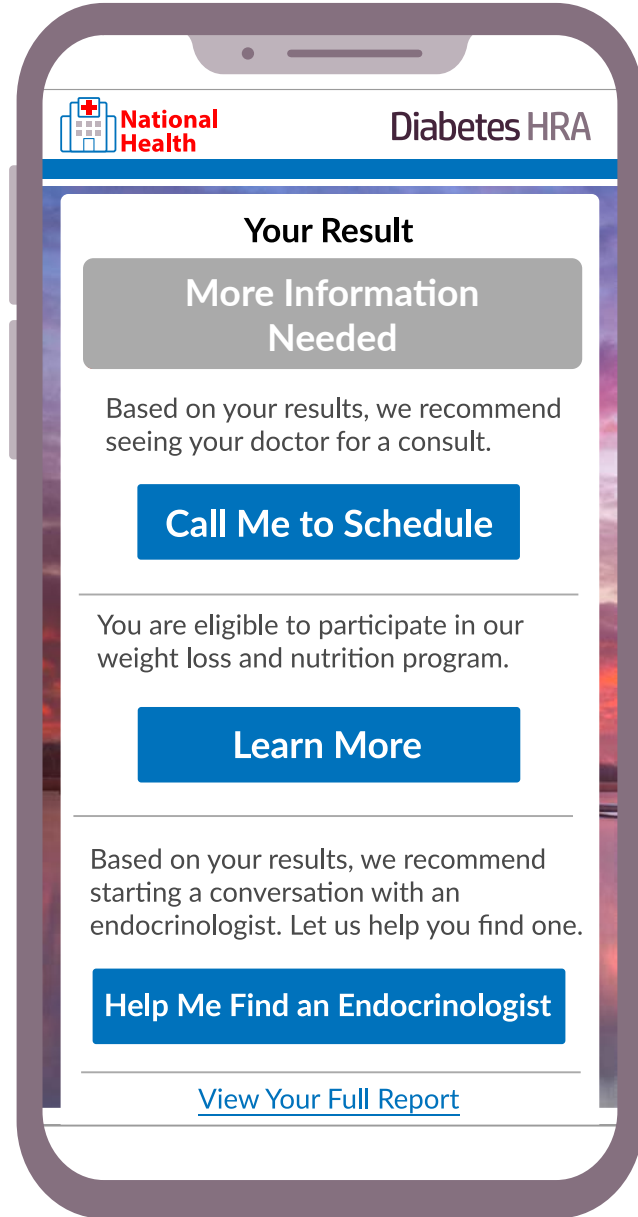 National
Health
Diabetes HRA
Your Result
More Information
Needed
Based on your results, we recommend
seeing your doctor for a consult.
Call Me to Schedule
You are eligible to participate in our
weight loss and nutrition program.
Learn More
Based on your results, we recommend
starting a conversation with an
endocrinologist. Let us help you find one.
Help Me Find an Endocrinologist
View Your Full Report